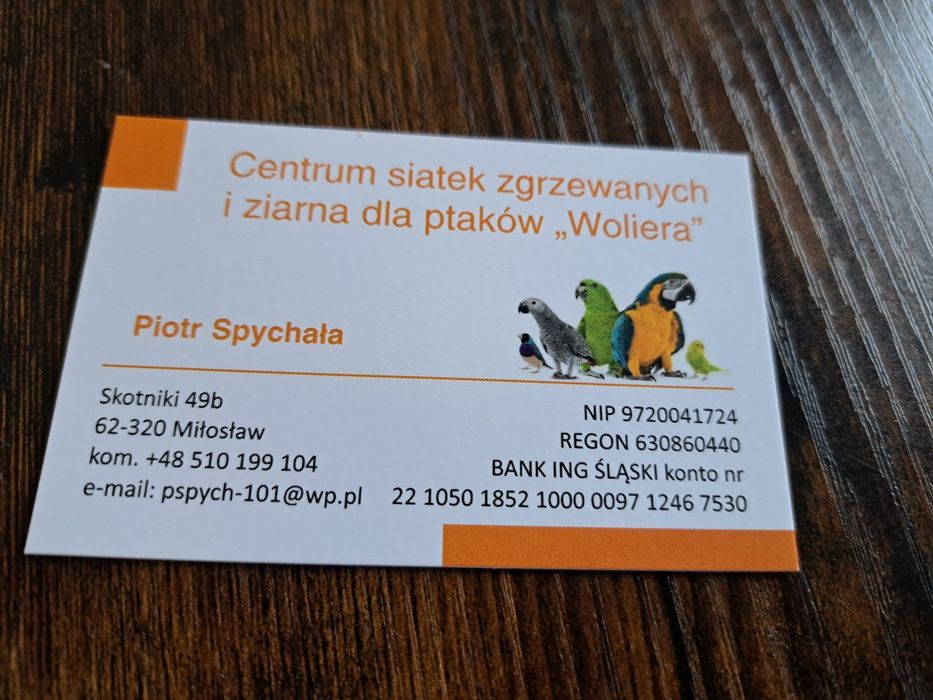 Centrum siatek zgrzewanych
i ziarna dla ptaków „Woliera”
Piotr Spychała
Skotniki 49b
62-320 Miłosław
kom. +48 510 199 104
e-mail: pspych-101@wp.pl
NIP 9720041724
REGON 630860440
BANK ING ŚLĄSKI konto nr
22 1050 1852 1000 0097 1246 7530